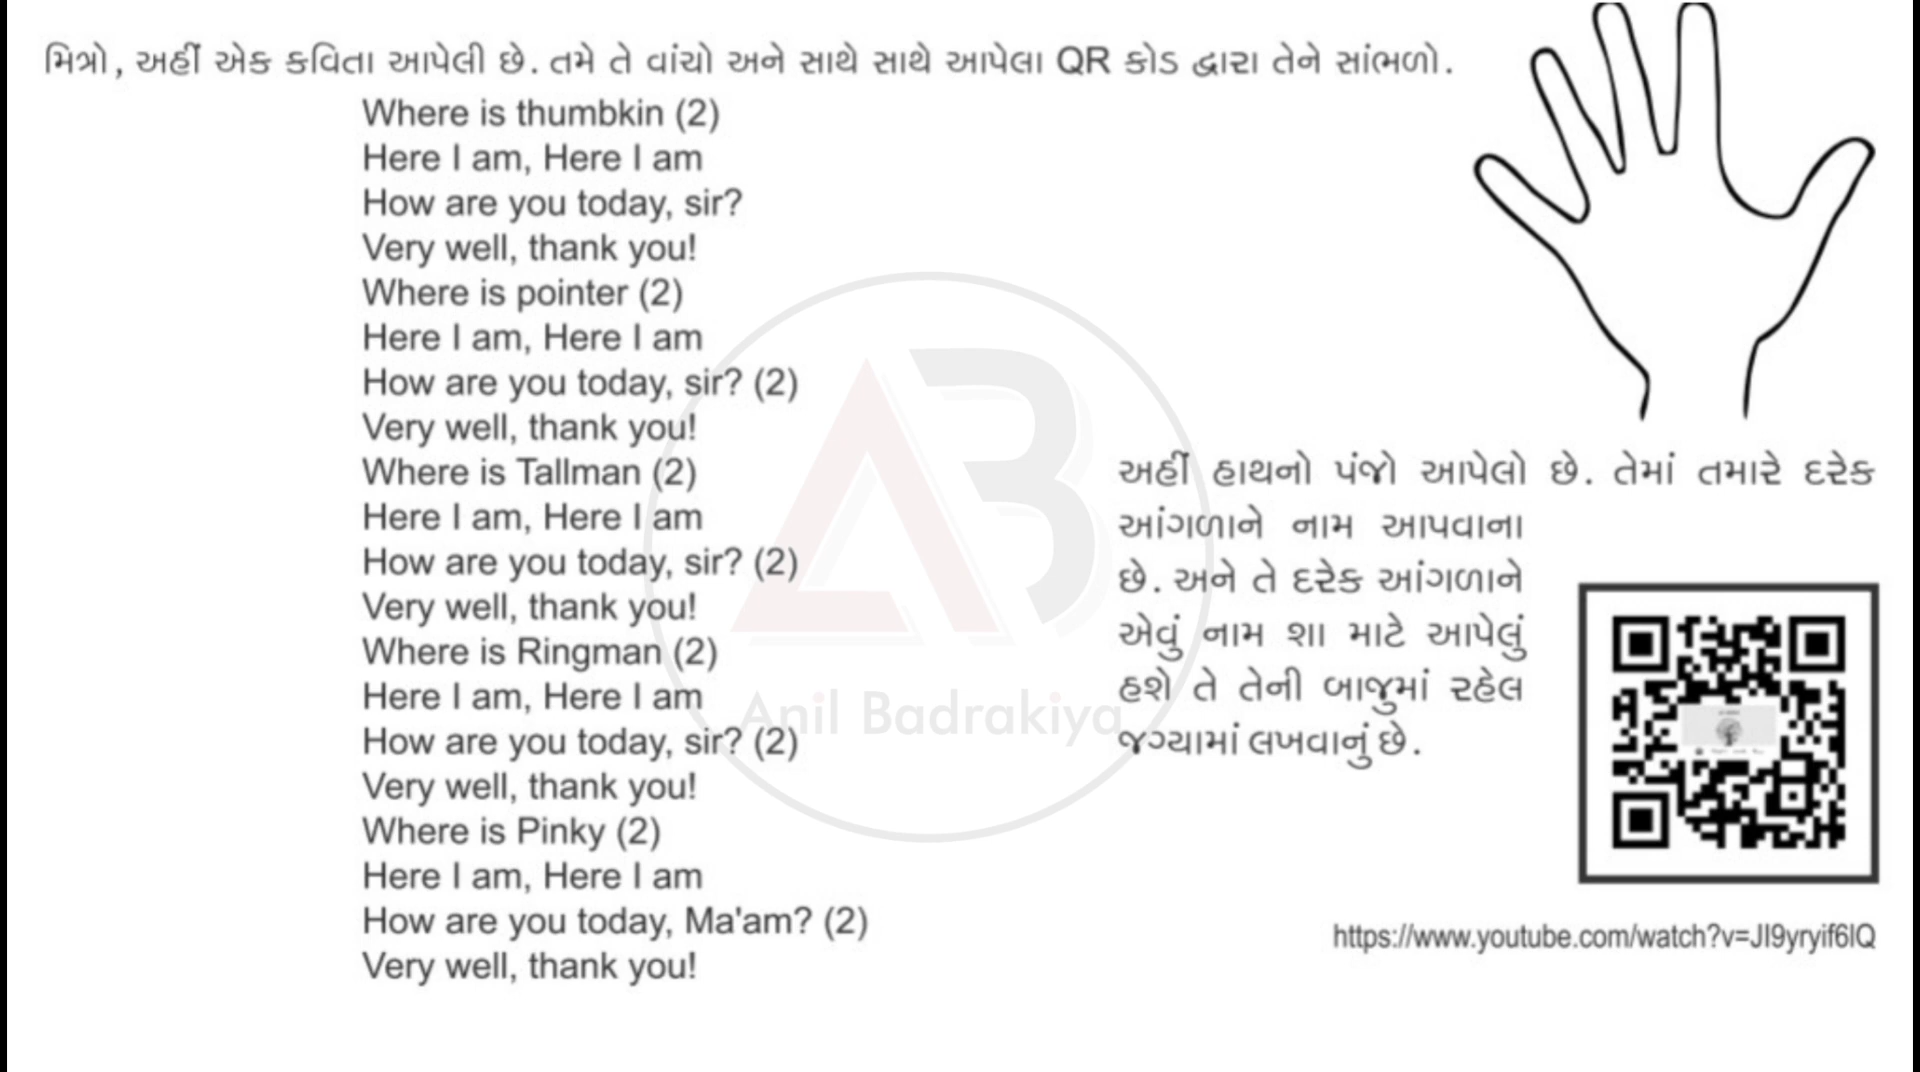 મિત્રો, અહીં એક કવિતા આપેલી છે. તમે તે વાંચો અને સાથે સાથે આપેલા QR કોડ દ્વારા તેને સાંભળો.
Where is thumbkin (2)
Here I am, Here I am
How are you today, sir?
Very well, thank you!
Where is pointer (2)
Here I am, Here I am
How are you today, sir? (2)
Very well, thank you!
Where is Tallman (2)
Here I am, Here I am
How are you today, sir? (2)
Very well, thank you!
Where is Ringman (2)
Here I am, Here I am
How are you today, sir? (2)
Very well, thank you!
Where is Pinky (2)
Here I am, Here I am
How are you today, Ma'am? (2)
Very well, thank you!
અહીં હાથનો પંજો આપેલો છે. તેમાં તમારે દરેક
આંગળાને નામ આપવાના
છે. અને તે દરેક આંગળાને
એવું નામ શા માટે આપેલું
હશે તે તેની બાજુમાં રહેલ
જગ્યામાં લખવાનું છે.
https://www.youtube.com/watch?v=JI9yryif6IQ
AB
Anil Badrakiya